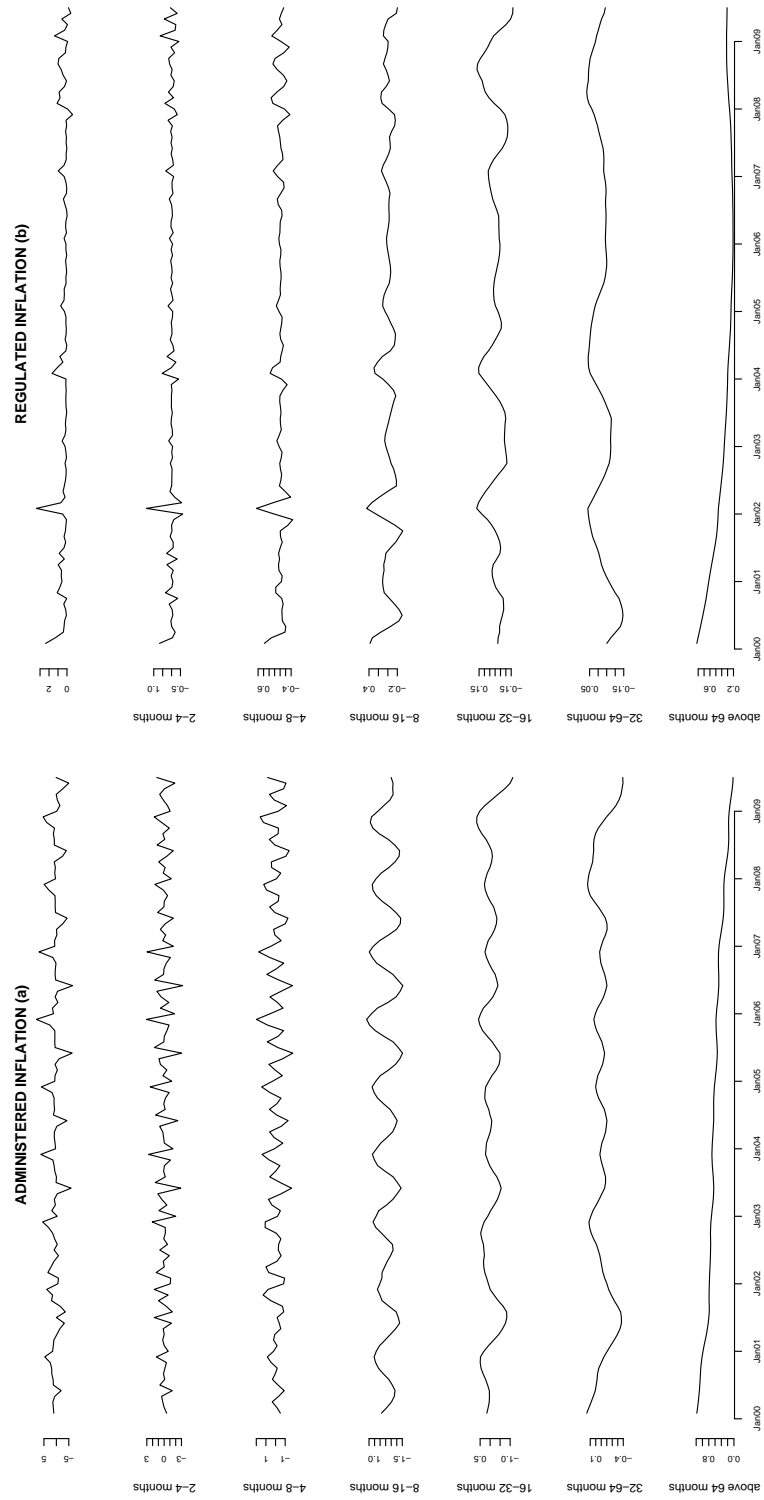 ADMINISTERED INFLATION (a)
5
−5
2−4 months
3
0
−3
4−8 months
1
−1
8−16 months
1.0
−1.5
16−32 months
0.5
−1.0
32−64 months
0.1
−0.4
above 64 months
0.8
0.0
Jan00 Jan01 Jan02 Jan03 Jan04 Jan05 Jan06 Jan07 Jan08 Jan09
REGULATED INFLATION (b)
2
0
2−4 months
1.0
−0.5
4−8 months
0.6
−0.4
8−16 months
0.4
−0.2
16−32 months
0.15
−0.15
32−64 months
0.05
−0.15
above 64 months
0.6
0.2
Jan00 Jan01 Jan02 Jan03 Jan04 Jan05 Jan06 Jan07 Jan08 Jan09